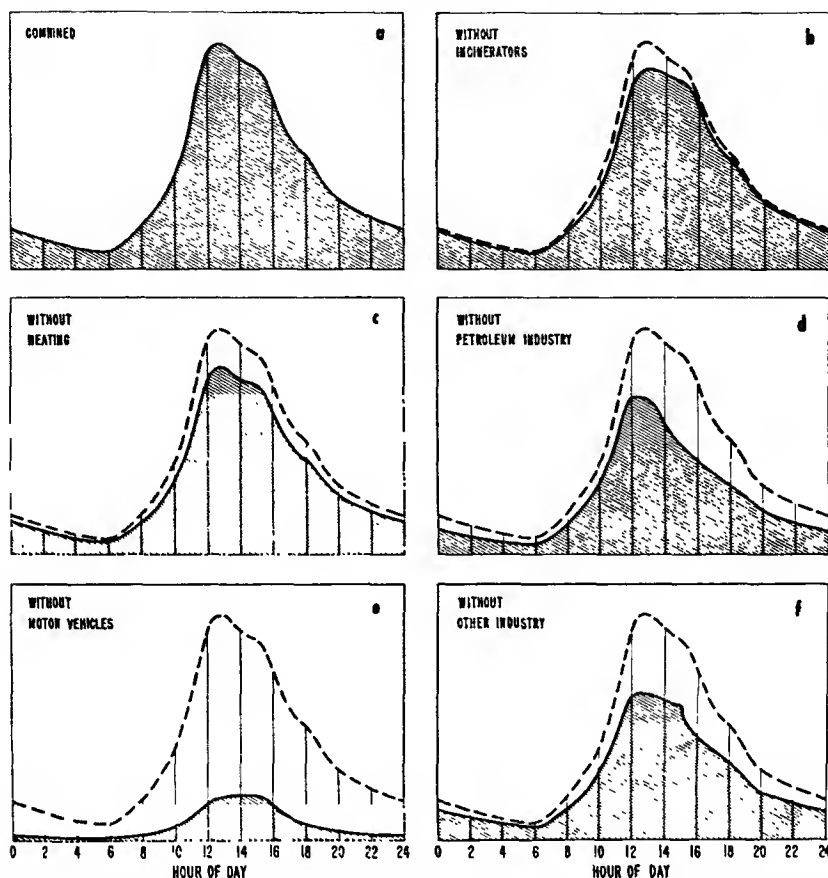 COMBINED
a
WITHOUT
INCINERATORS
b
WITHOUT
HEATING
c
WITHOUT
PETROLEUM INDUSTRY
d
WITHOUT
MOTOR VEHICLES
e
WITHOUT
OTHER INDUSTRY
f
0 2 4 6 8 10 12 14 16 18 20 22 24
HOUR OF DAY
0 2 4 6 8 10 12 14 16 18 20 22 24
HOUR OF DAY